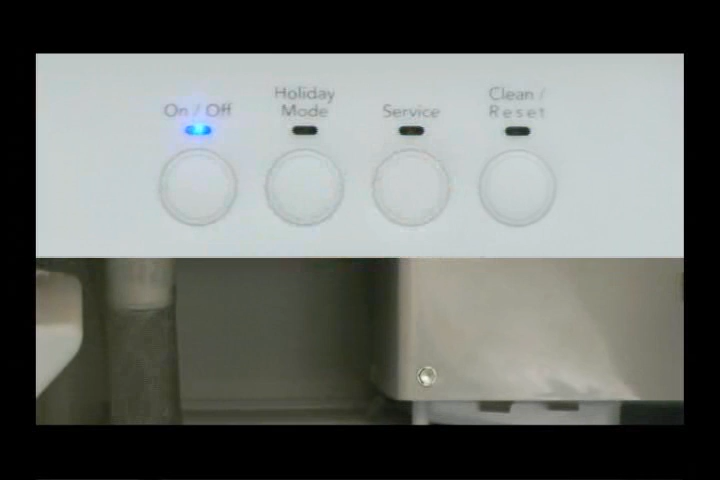 On / Off
Holiday
Mode
Service
Clean /
Reset